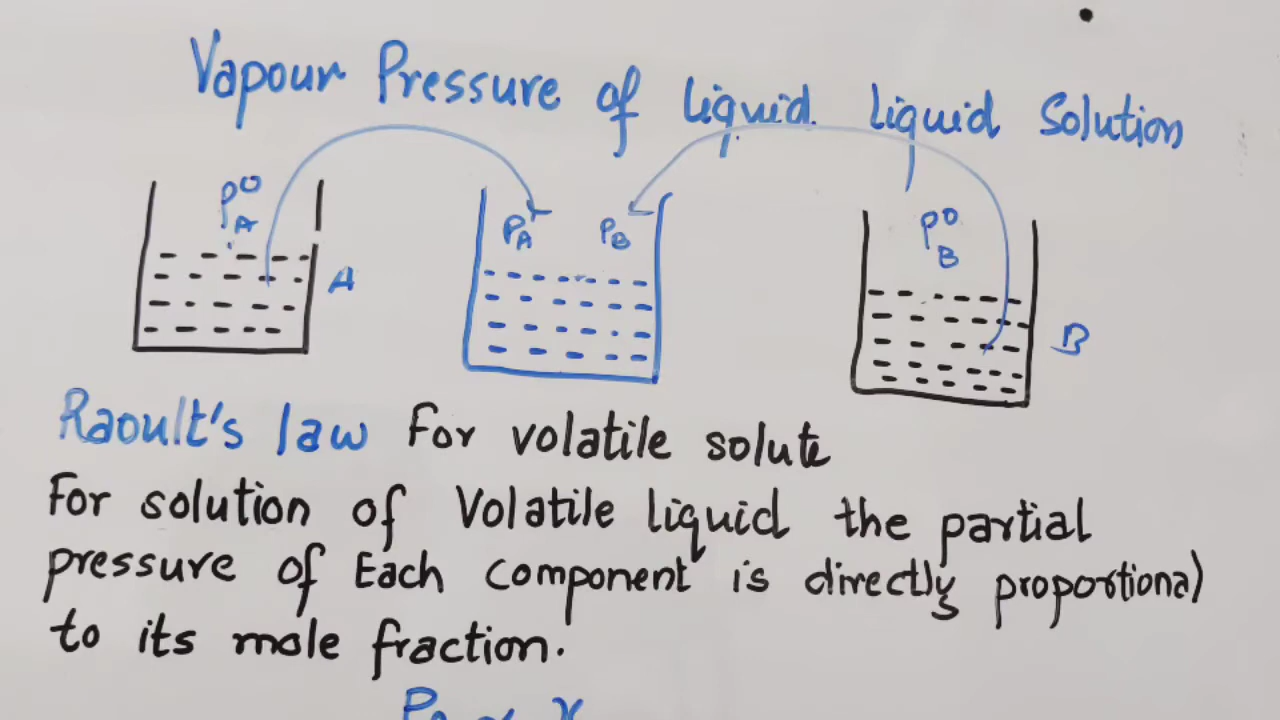 Vapour Pressure of liquid liquid Solution
P°A
PA PB
P°B
A
B
Raoult's law For volatile solute
For solution of Volatile liquid the partial
pressure of Each component is directly proportional
to its mole fraction.